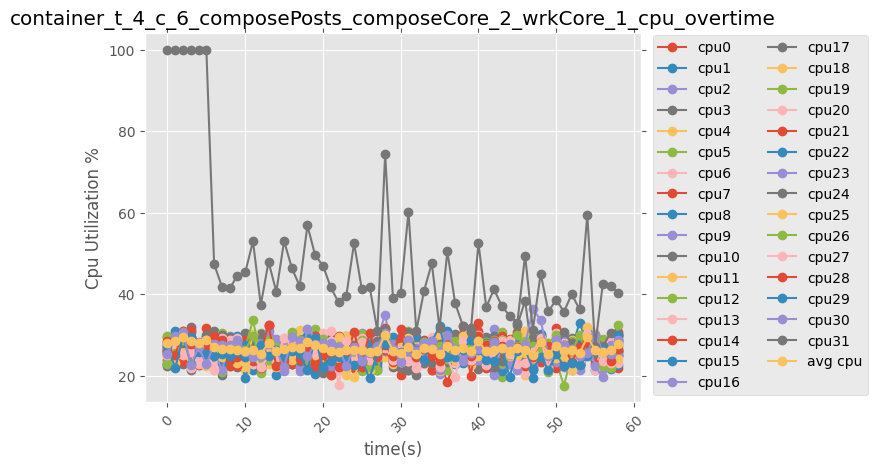 container_t_4_c_6_composePosts_composeCore_2_wrkCore_1_cpu_overtime
Cpu Utilization %
100
80
60
40
20
0
10
20
30
40
50
60
time(s)
cpu0
cpu1
cpu2
cpu3
cpu4
cpu5
cpu6
cpu7
cpu8
cpu9
cpu10
cpu11
cpu12
cpu13
cpu14
cpu15
cpu16
cpu17
cpu18
cpu19
cpu20
cpu21
cpu22
cpu23
cpu24
cpu25
cpu26
cpu27
cpu28
cpu29
cpu30
cpu31
avg cpu